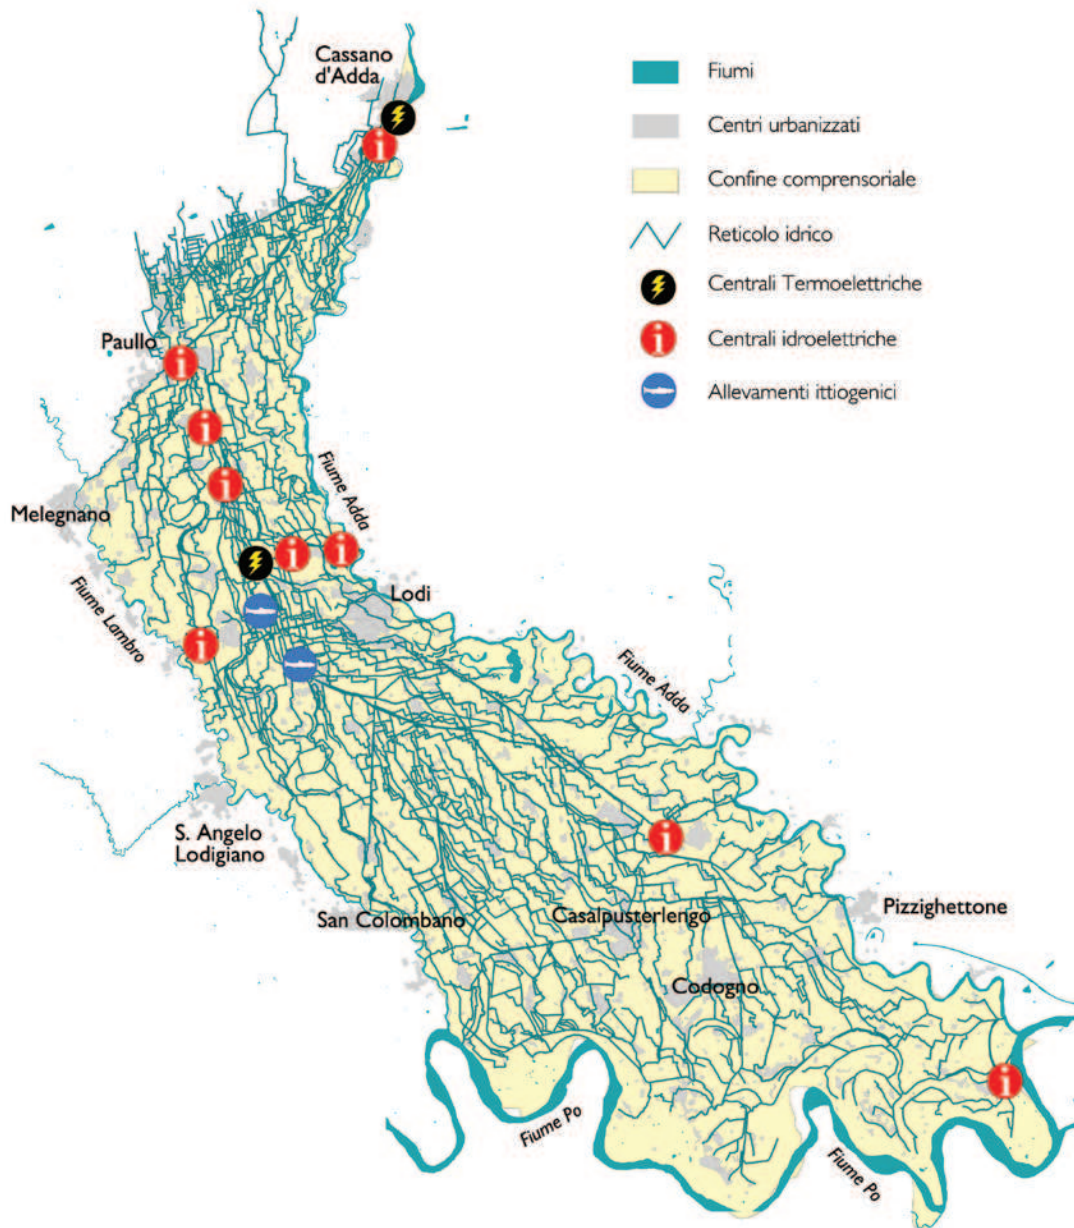 Cassano
d'Adda
Fiumi
Centri urbanizzati
Confine comprensoriale
Reticolo idrico
Centrali Termoelettriche
Centrali idroelettriche
Allevamenti ittiogenici
Paullo
Melegnano
Fiume Adda
Fiume Lambro
Lodi
Fiume Adda
S. Angelo
Lodigiano
San Colombano
Casalpusterlengo
Pizzighettone
Codogno
Fiume Po
Fiume Po